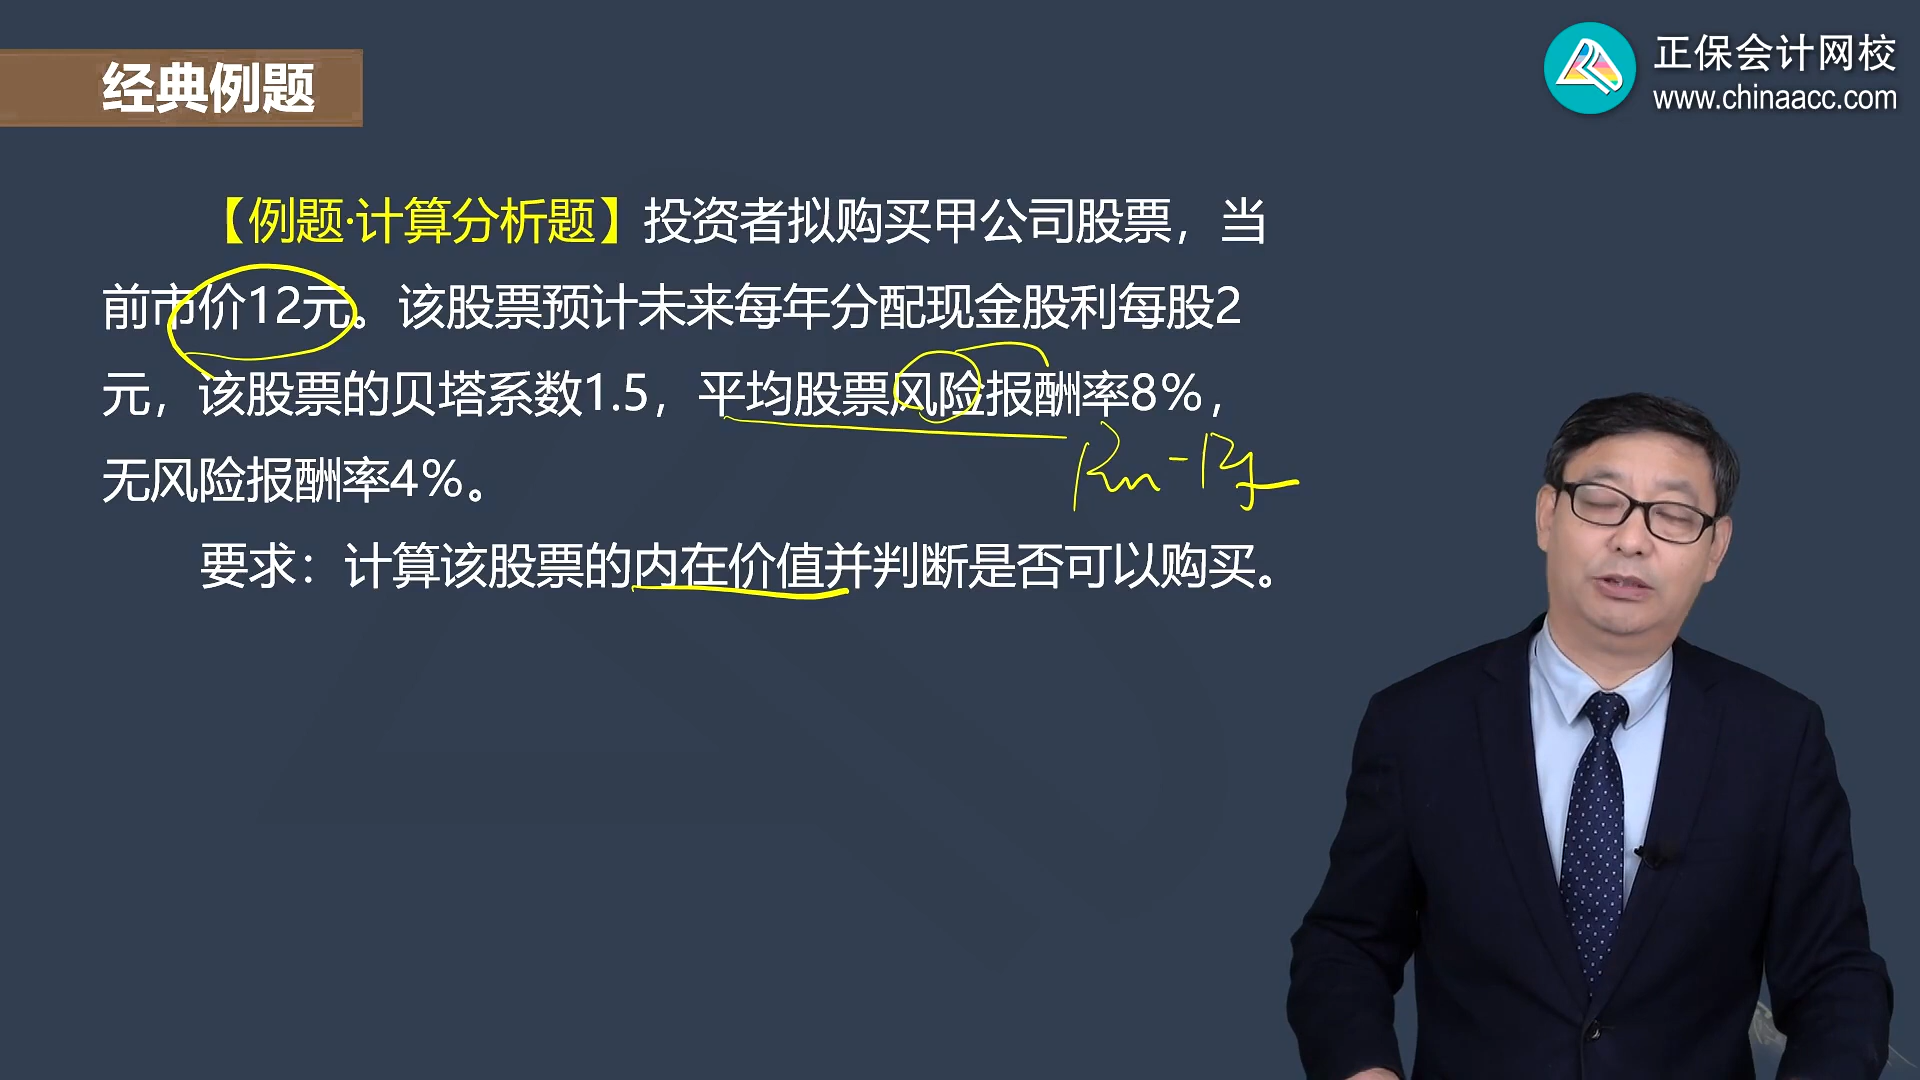 经典例题
正保会计网校
www.chinaacc.com
【例题·计算分析题】投资者拟购买甲公司股票，当
前市价12元。该股票预计未来每年分配现金股利每股2
元，该股票的贝塔系数1.5，平均股票风险报酬率8%，
无风险报酬率4%。
Rm-Rf
要求：计算该股票的内在价值并判断是否可以购买。